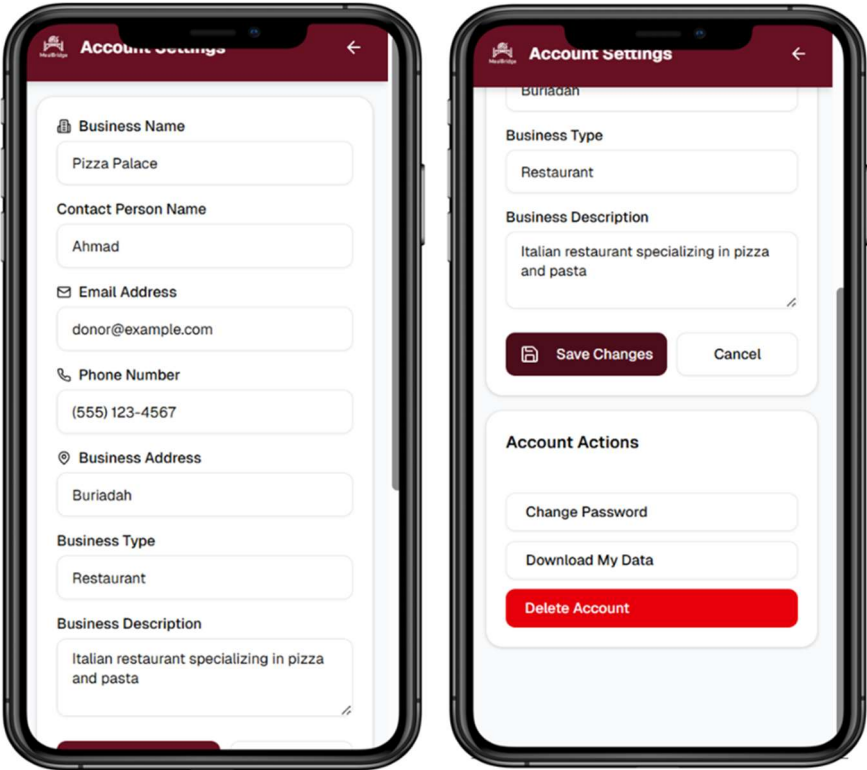 MealBridge
Account Settings
Business Name
Pizza Palace
Contact Person Name
Ahmad
Email Address
donor@example.com
Phone Number
(555) 123-4567
Business Address
Buriadah
Business Type
Restaurant
Business Description
Italian restaurant specializing in pizza
and pasta
MealBridge
Account Settings
Buriadah
Business Type
Restaurant
Business Description
Italian restaurant specializing in pizza
and pasta
Save Changes
Cancel
Account Actions
Change Password
Download My Data
Delete Account